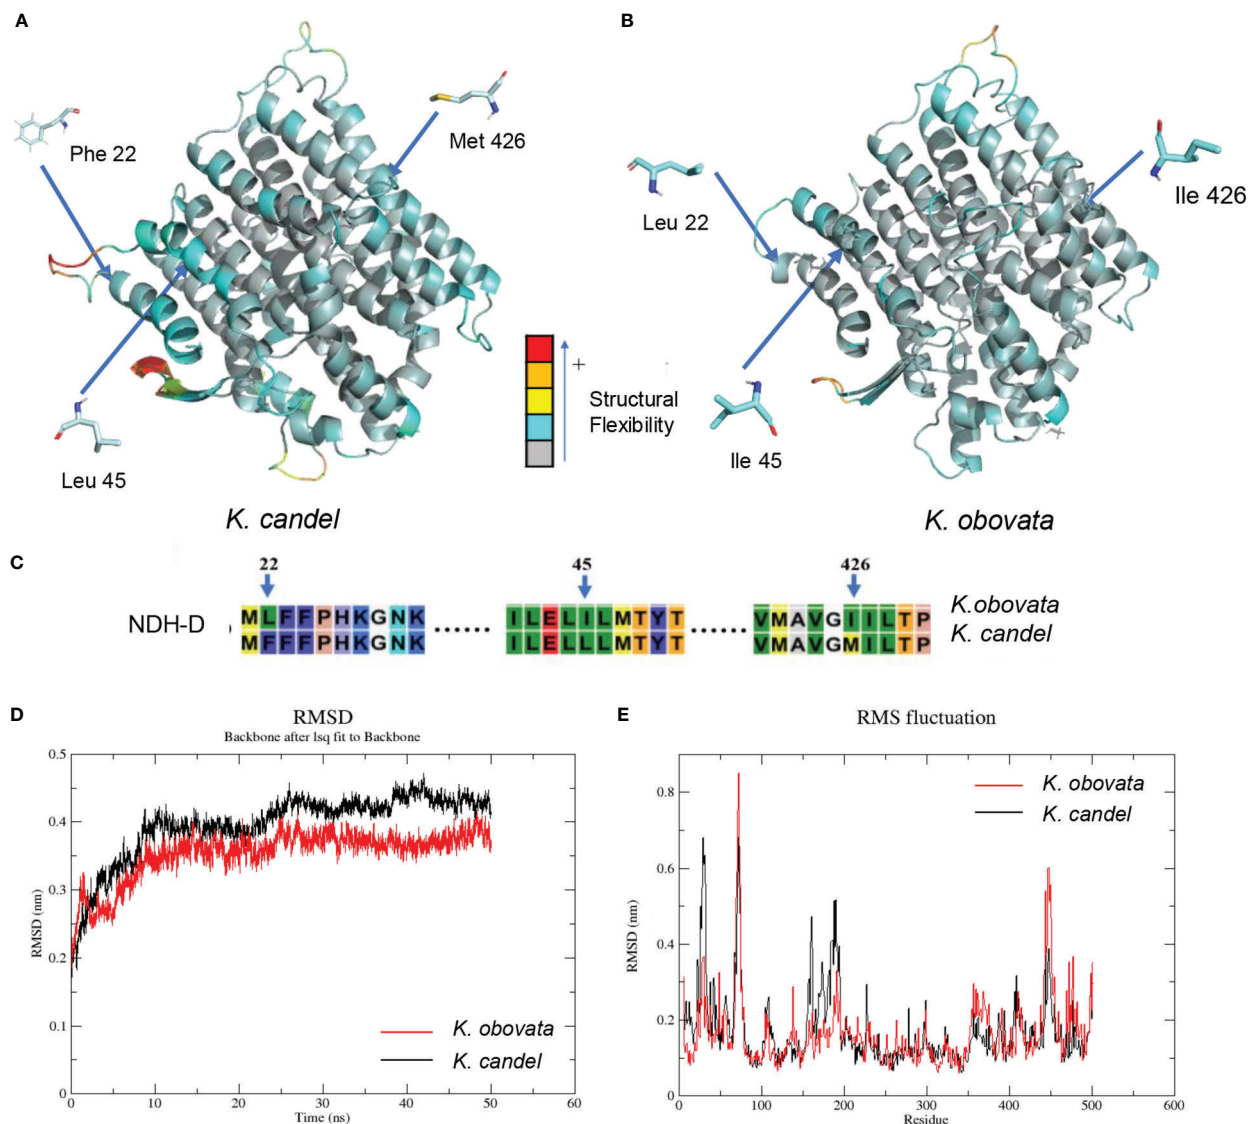 A
B
Phe 22
Met 426
Leu 22
Ile 426
Leu 45
Ile 45
+
Structural
Flexibility
K. candel
K. obovata
C
22
45
426
NDH-D
MLFFPHKGNK
ILELILMTYT
VMAVGIILTP
K.obovata
MFFFPHKGNK
ILELLLMTYT
VMAVGMILTP
K. candel
D
RMSD
Backbone after lsq fit to Backbone
0.5
0.4
0.3
0.2
0.1
0
RMSD (nm)
0
10
20
30
40
50
60
Time (ns)
K. obovata
K. candel
E
RMS fluctuation
0.8
0.6
0.4
0.2
0
RMSD (nm)
0
100
200
300
400
500
600
Residue
K. obovata
K. candel